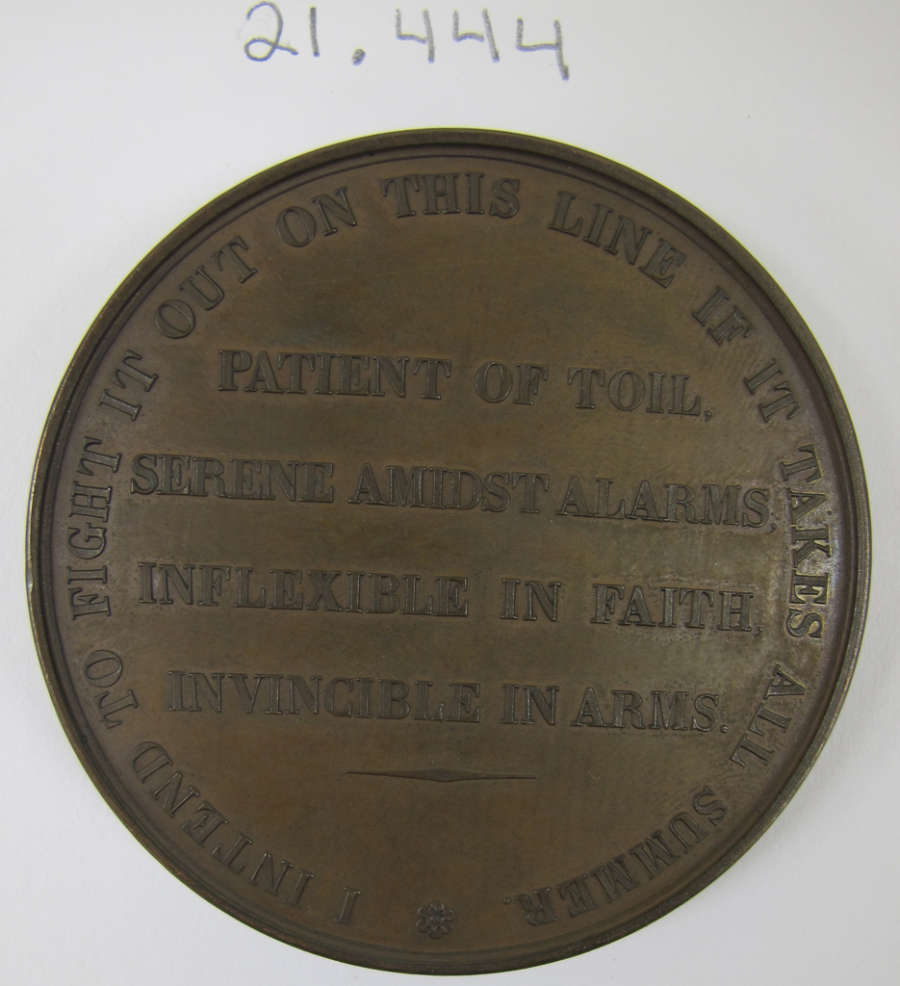 21.444
I INTEND TO FIGHT IT OUT ON THIS LINE IF IT TAKES ALL SUMMER.
PATIENT OF TOIL,
SERENE AMIDST ALARMS,
INFLEXIBLE IN FAITH,
INVINCIBLE IN ARMS.